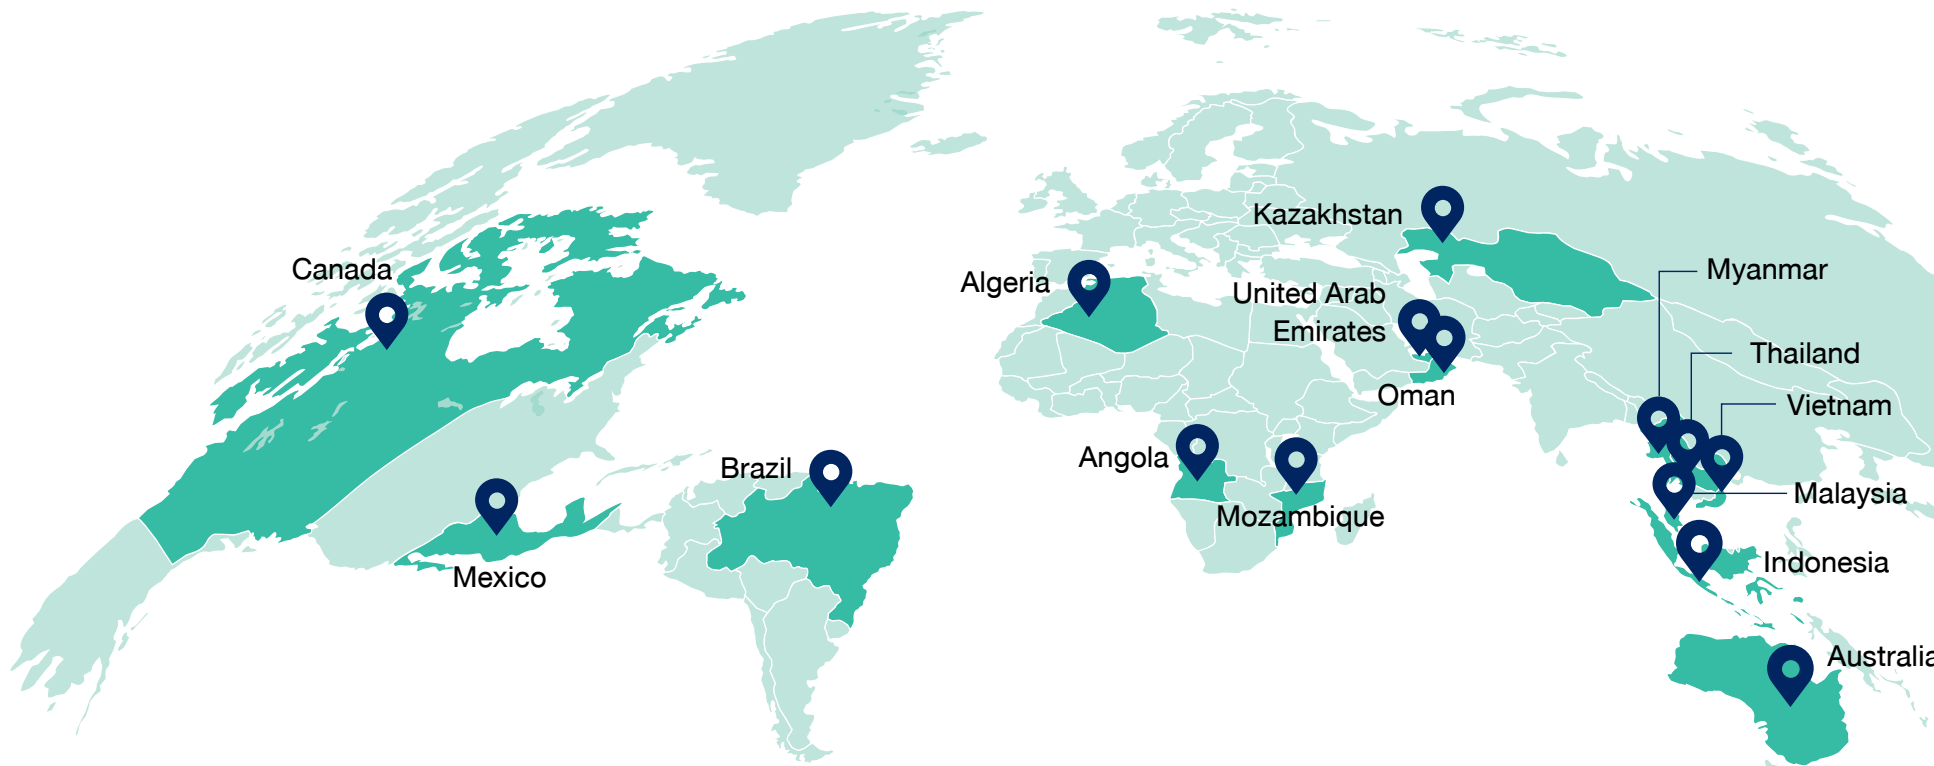 Kazakhstan
Canada
Algeria
Myanmar
United Arab
Emirates
Thailand
Oman
Vietnam
Angola
Brazil
Malaysia
Mozambique
Mexico
Indonesia
Australia